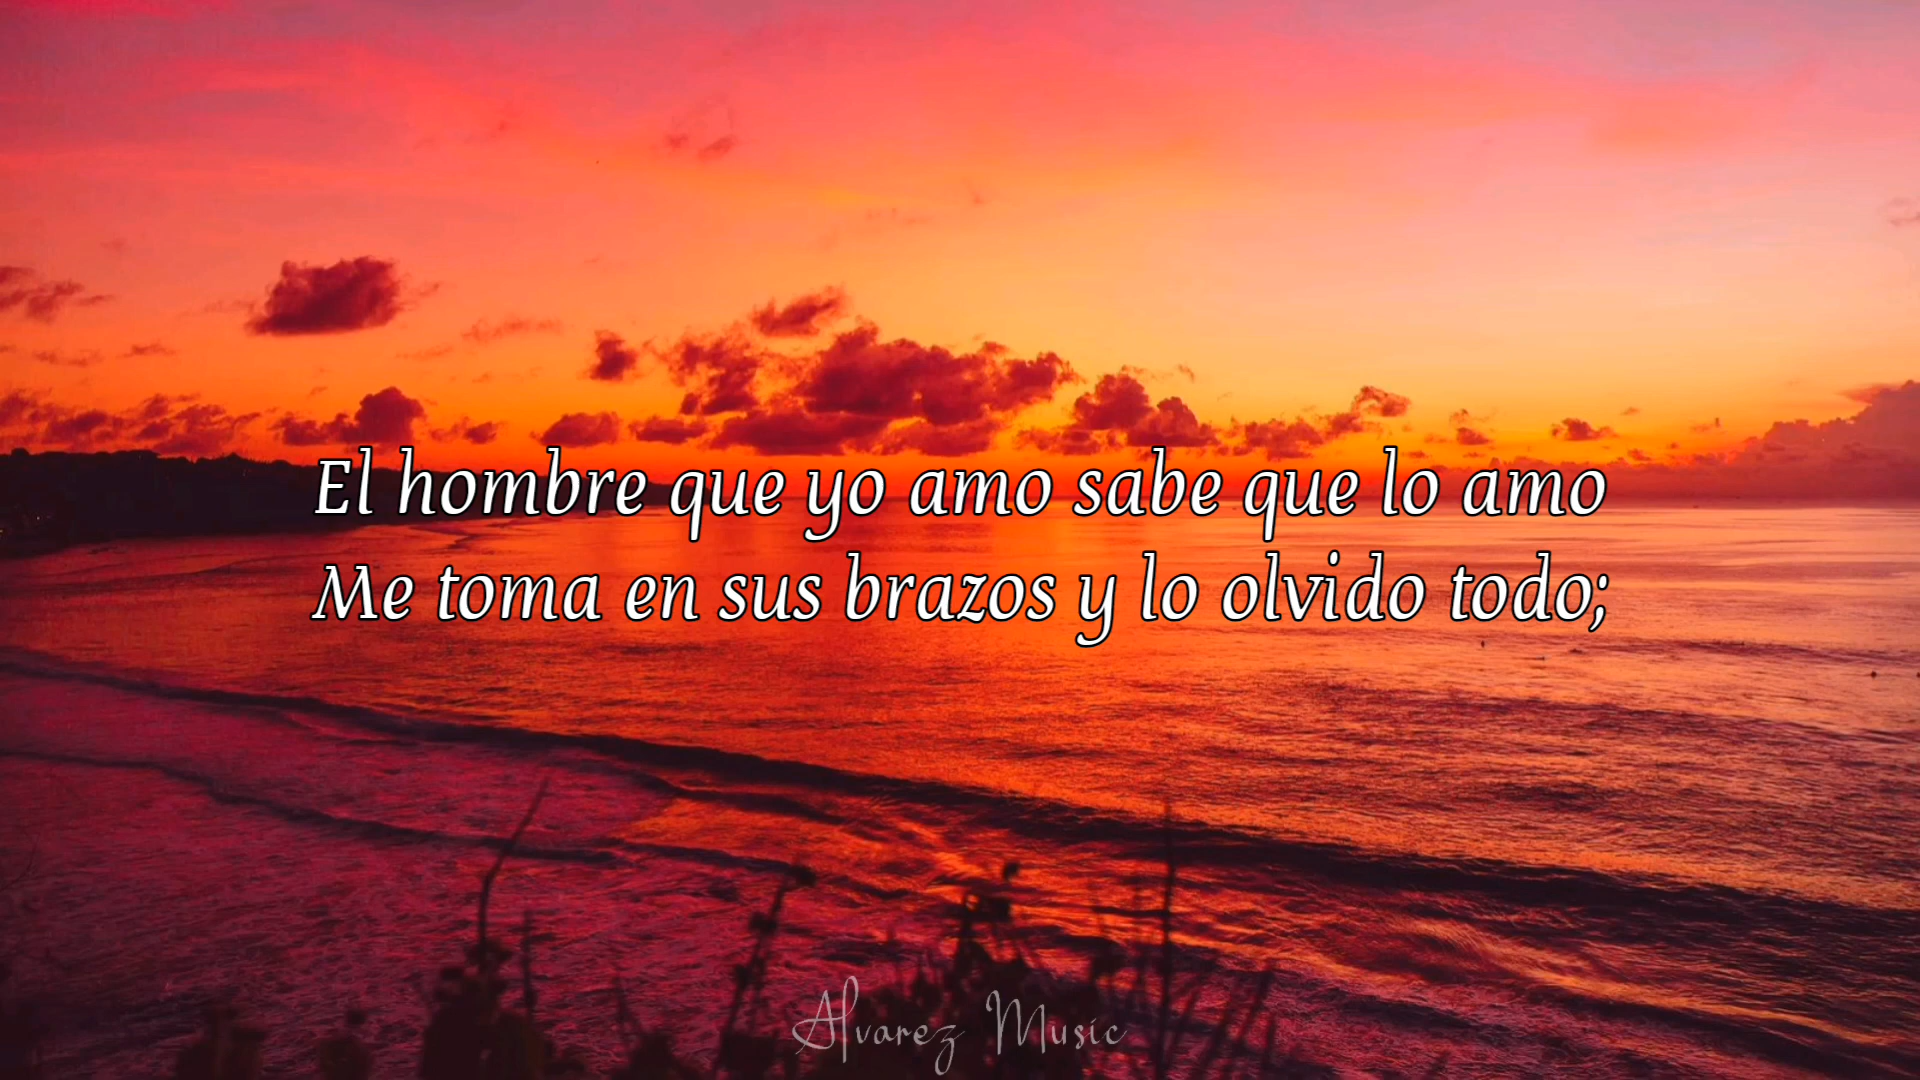 El hombre que yo amo sabe que lo amo
Me toma en sus brazos y lo olvido todo;
Alvarez Music